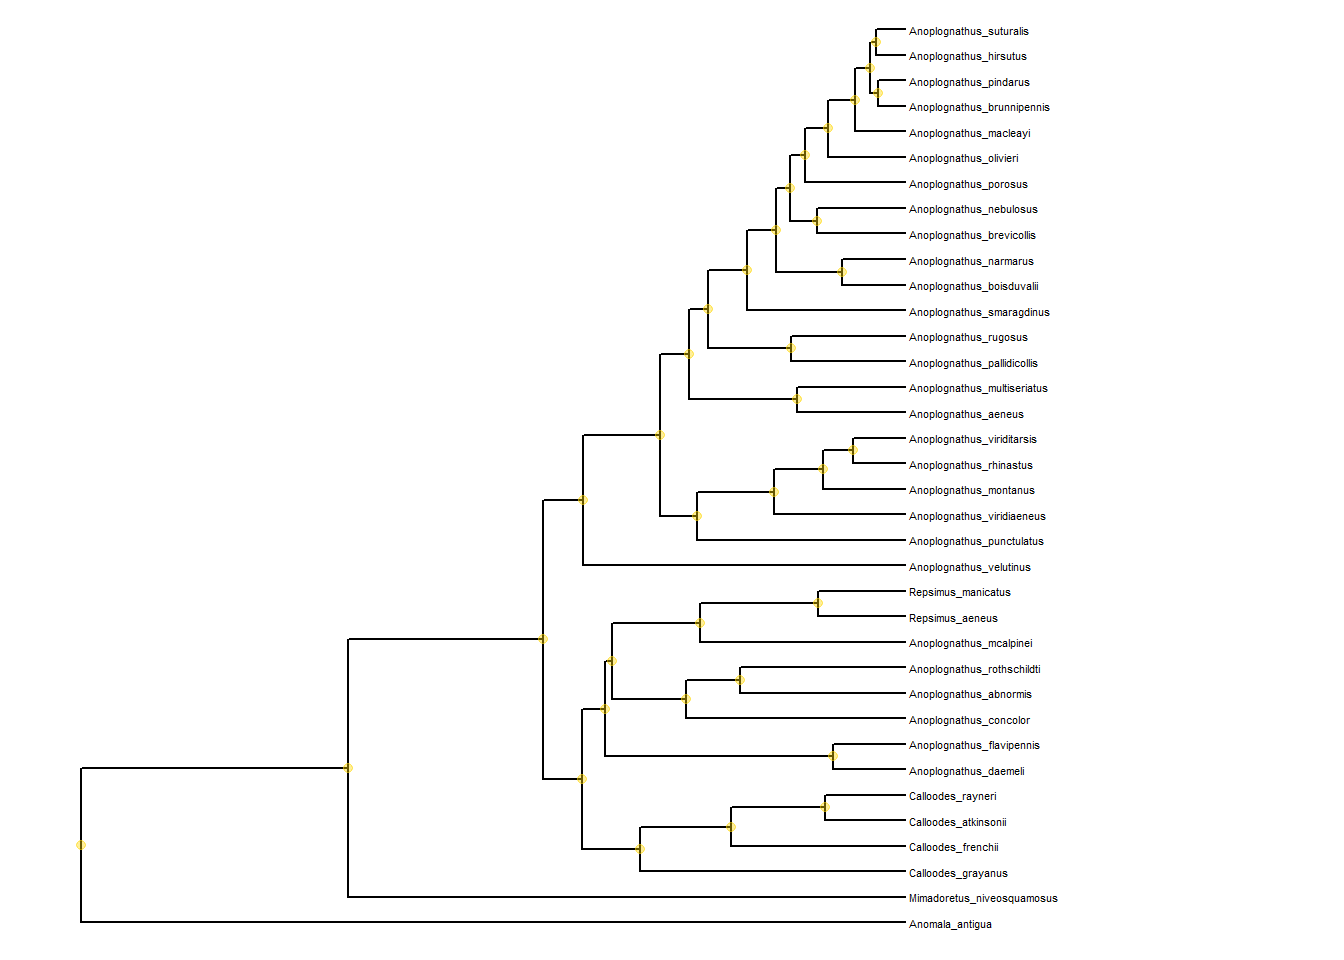 Anoplognathus_suturalis
Anoplognathus_hirsutus
Anoplognathus_pindarus
Anoplognathus_brunnipennis
Anoplognathus_macleayi
Anoplognathus_olivieri
Anoplognathus_porosus
Anoplognathus_nebulosus
Anoplognathus_brevicollis
Anoplognathus_narmarus
Anoplognathus_boisduvalii
Anoplognathus_smaragdinus
Anoplognathus_rugosus
Anoplognathus_pallidicollis
Anoplognathus_multiseriatus
Anoplognathus_aeneus
Anoplognathus_viriditarsis
Anoplognathus_rhinastus
Anoplognathus_montanus
Anoplognathus_viridiaeneus
Anoplognathus_punctulatus
Anoplognathus_velutinus
Repsimus_manicatus
Repsimus_aeneus
Anoplognathus_mcalpinei
Anoplognathus_rothschildti
Anoplognathus_abnormis
Anoplognathus_concolor
Anoplognathus_flavipennis
Anoplognathus_daemeli
Calloodes_rayneri
Calloodes_atkinsonii
Calloodes_frenchii
Calloodes_grayanus
Mimadoretus_niveosquamosus
Anomala_antigua